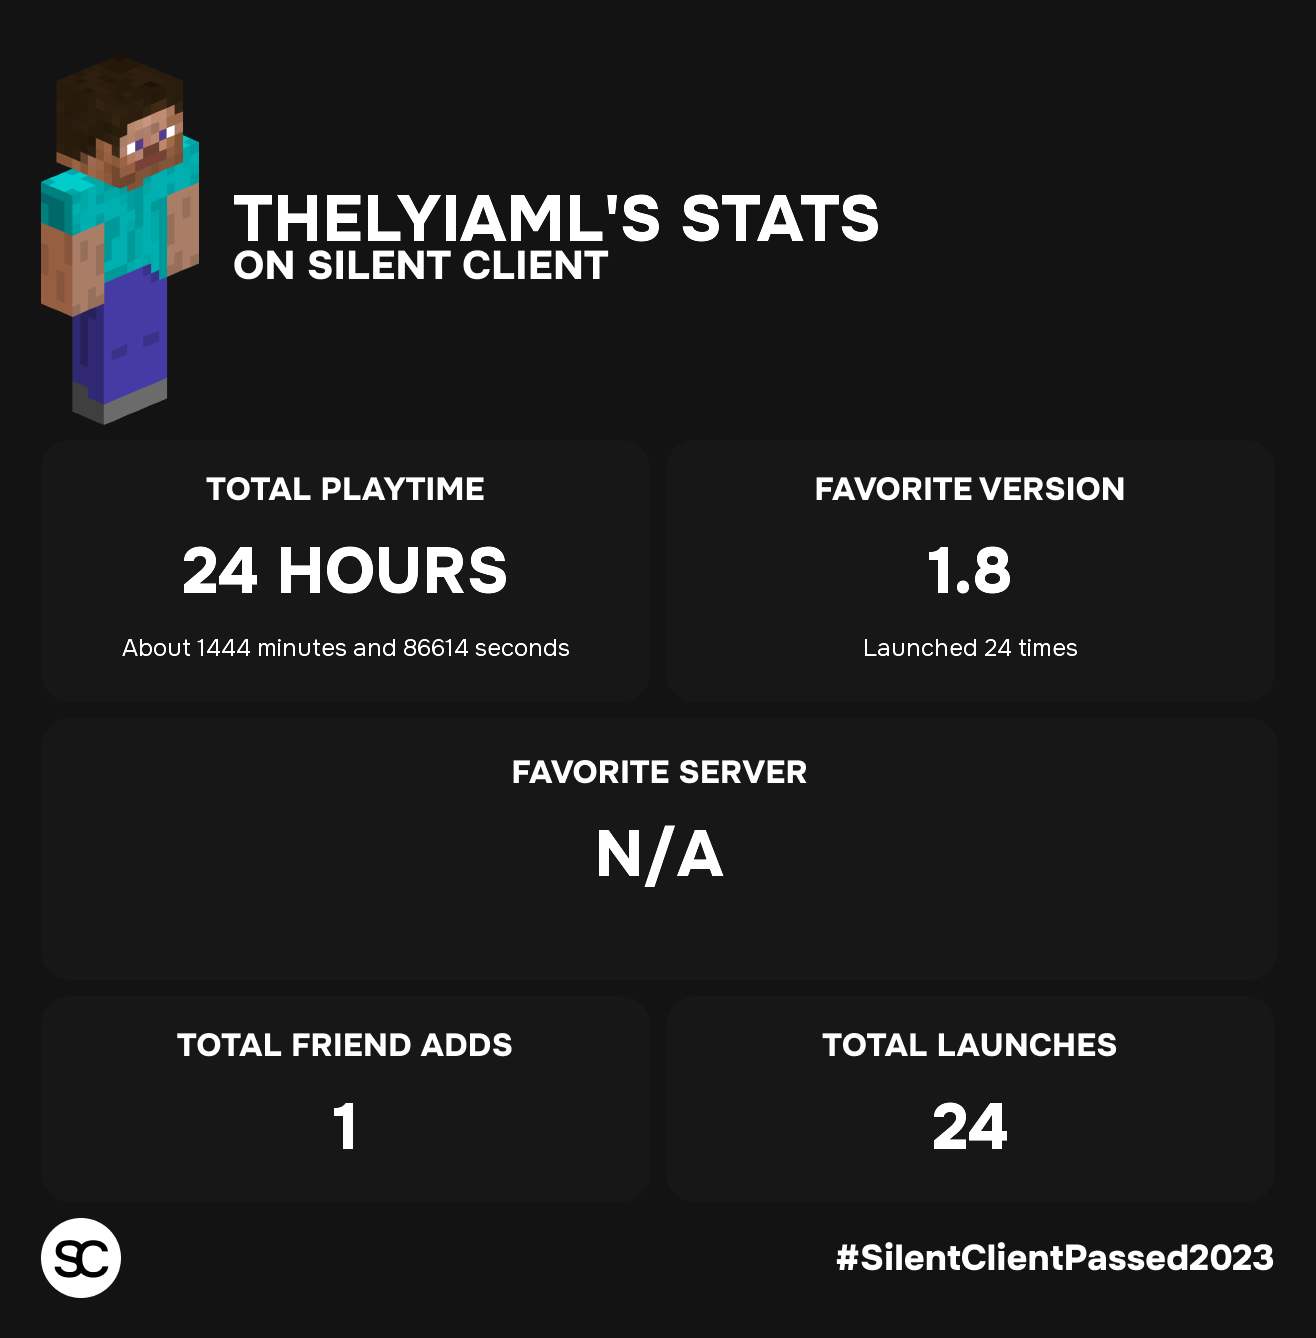 THELYIAML'S STATS
ON SILENT CLIENT
TOTAL PLAYTIME
24 HOURS
About 1444 minutes and 86614 seconds
FAVORITE VERSION
1.8
Launched 24 times
FAVORITE SERVER
N/A
TOTAL FRIEND ADDS
1
TOTAL LAUNCHES
24
SC
#SilentClientPassed2023